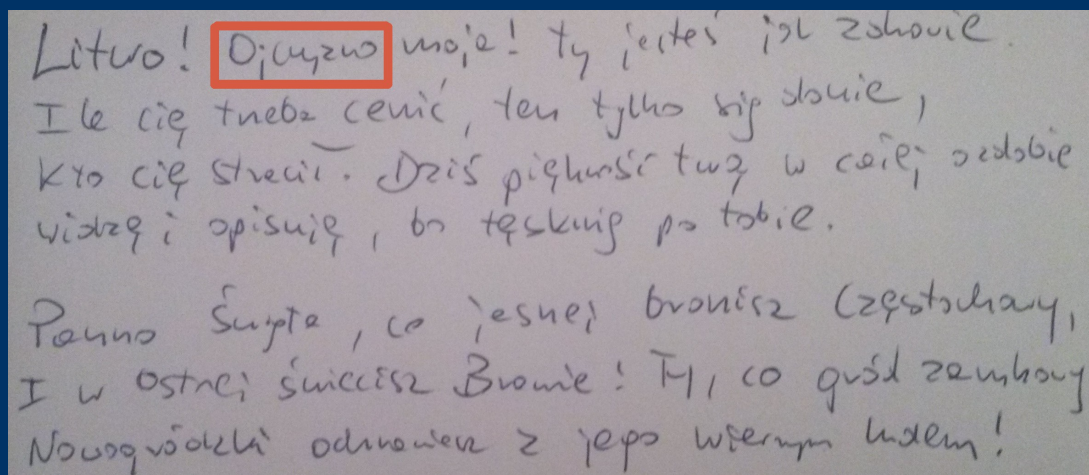 Litwo! Ojczyzno moja! ty jesteś jak zdrowie.
Ile cię trzeba cenić, ten tylko się dowie,
Kto cię stracił. Dziś piękność twą w całej ozdobie
widzę i opisuję, bo tęsknię po tobie.
Panno Święta, co jasnej bronisz Częstochowy,
I w Ostrej świecisz Bramie! Ty, co gród zamkowy
Nowogródzki ochraniasz z jego wiernym ludem!